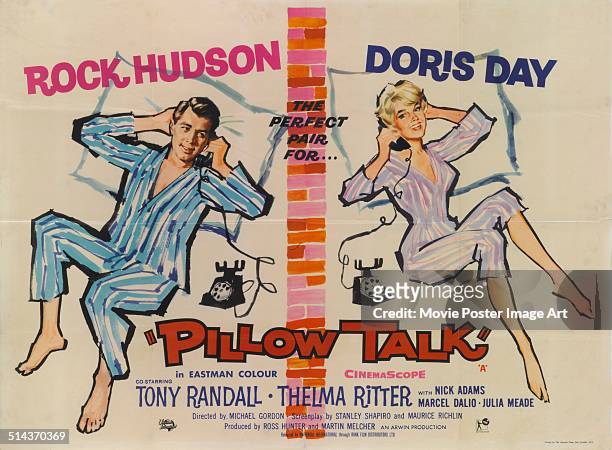 ROCK HUDSON
DORIS DAY
THE
PERFECT
PAIR
FOR...
"PILLOW TALK"
"A"
in EASTMAN COLOUR
CINEMASCOPE
CO-STARRING
TONY RANDALL · THELMA RITTER
WITH NICK ADAMS
MARCEL DALIO · JULIA MEADE
Directed by MICHAEL GORDON · Screenplay by STANLEY SHAPIRO and MAURICE RICHLIN
Produced by ROSS HUNTER and MARTIN MELCHER AN ARWIN PRODUCTION
gettyimages
Credit: Movie Poster Image Art
514370369